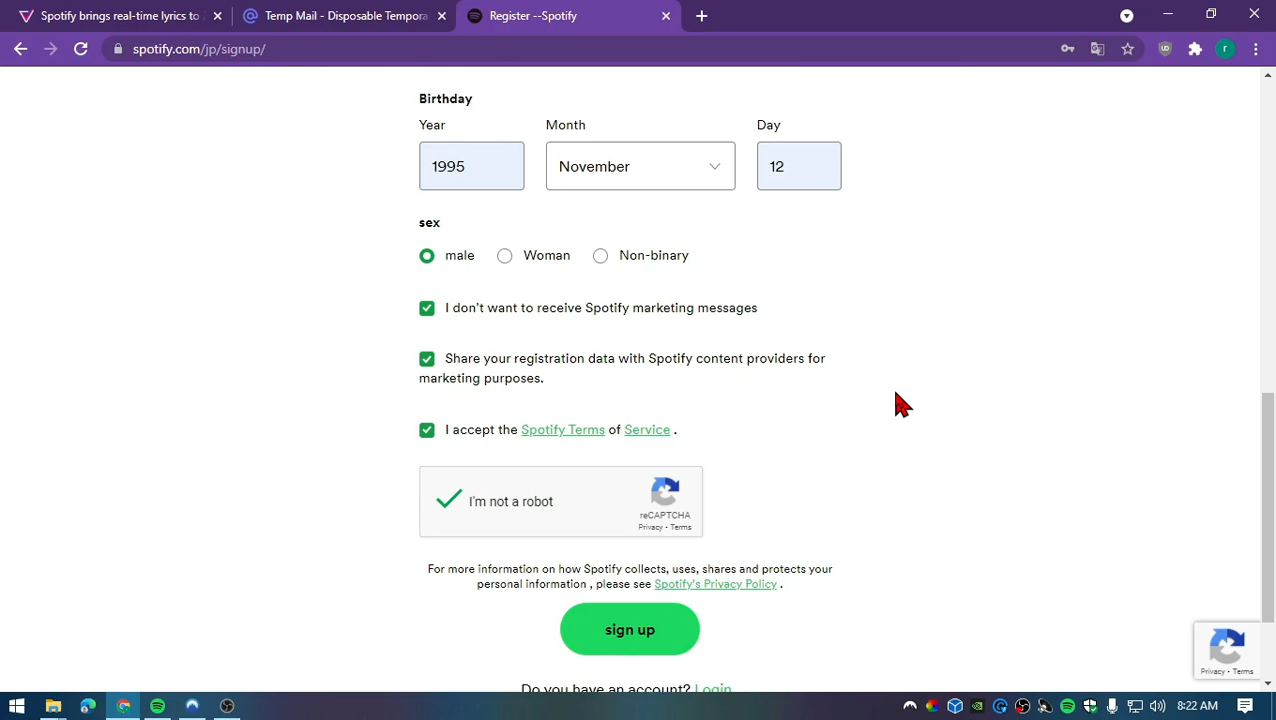 Spotify brings real-time lyrics to
Temp Mail - Disposable Tempora
Register --Spotify
spotify.com/jp/signup/
Birthday
Year Month Day
1995 November 12
sex
male Woman Non-binary
I don't want to receive Spotify marketing messages
Share your registration data with Spotify content providers for
marketing purposes.
I accept the Spotify Terms of Service .
I'm not a robot
reCAPTCHA
Privacy - Terms
For more information on how Spotify collects, uses, shares and protects your
personal information , please see Spotify's Privacy Policy .
sign up
Privacy - Terms
Do you have an account? Login
8:22 AM